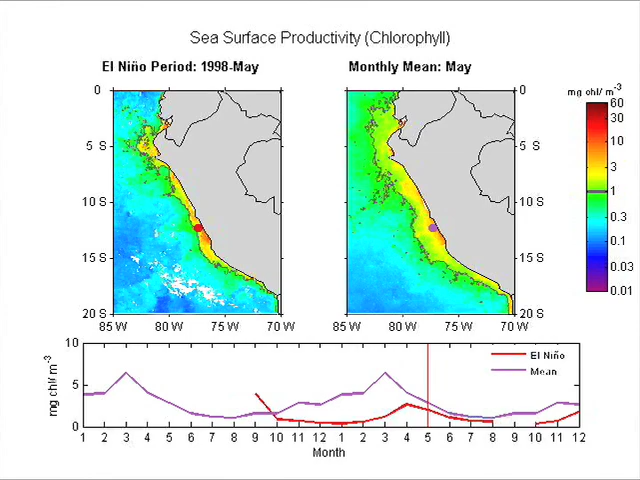 Sea Surface Productivity (Chlorophyll)
El Niño Period: 1998-May
Monthly Mean: May
mg chl/ m-3
0
5 S
10 S
15 S
20 S
85 W
80 W
75 W
70 W
0
5 S
10 S
15 S
20 S
85 W
80 W
75 W
70 W
60
30
10
3
1
0.3
0.1
0.03
0.01
10
5
0
mg chl/ m-3
El Niño
Mean
1 2 3 4 5 6 7 8 9 10 11 12 1 2 3 4 5 6 7 8 9 10 11 12
Month